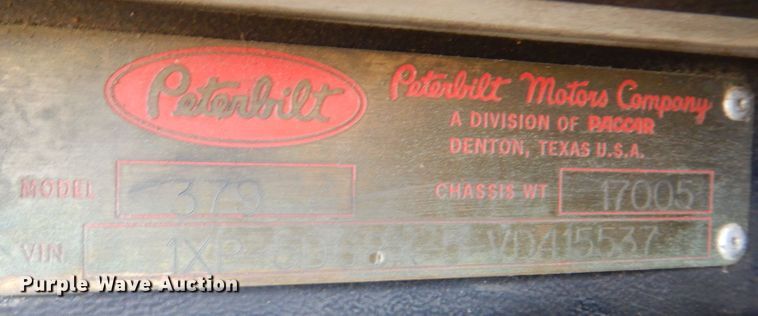 Peterbilt
Peterbilt Motors Company
A DIVISION OF PACCAR
DENTON, TEXAS U.S.A.
MODEL 379 CHASSIS WT 17005
VIN 1XP VD415537
Purple Wave Auction